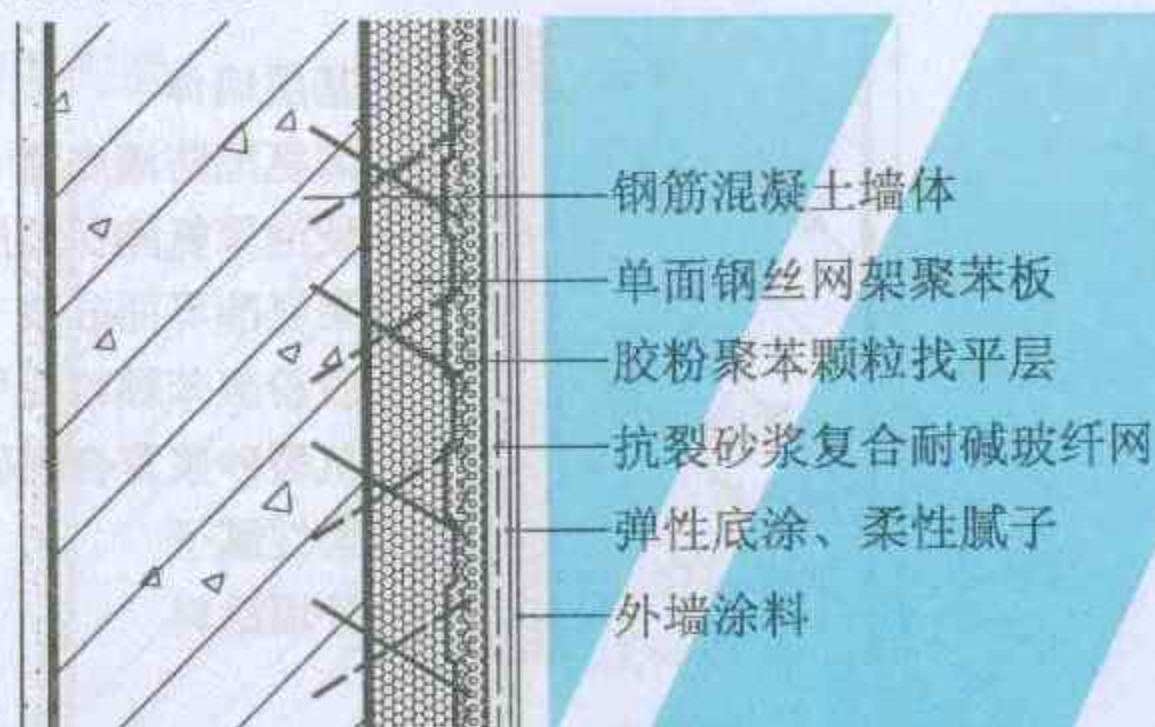 钢筋混凝土墙体
单面钢丝网架聚苯板
胶粉聚苯颗粒找平层
抗裂砂浆复合耐碱玻纤网
弹性底涂、柔性腻子
外墙涂料